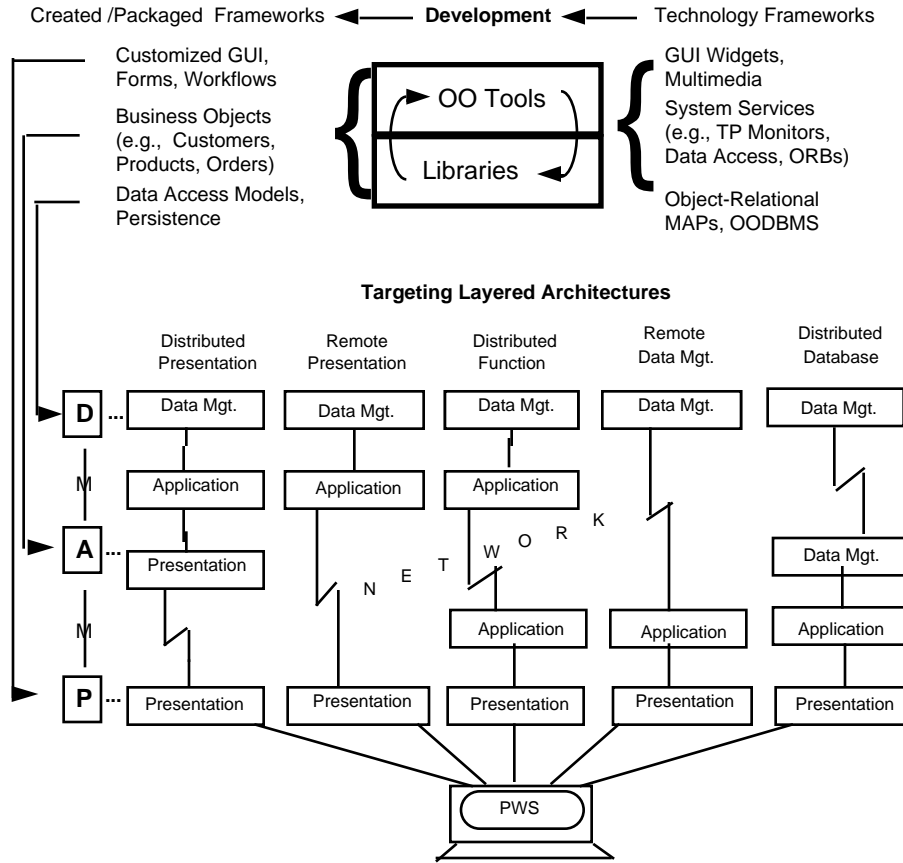 Created /Packaged Frameworks
Development
Technology Frameworks
Customized GUI,
Forms, Workflows
Business Objects
(e.g., Customers,
Products, Orders)
Data Access Models,
Persistence
OO Tools
Libraries
GUI Widgets,
Multimedia
System Services
(e.g., TP Monitors,
Data Access, ORBs)
Object-Relational
MAPs, OODBMS
Targeting Layered Architectures
Distributed
Presentation
Remote
Presentation
Distributed
Function
Remote
Data Mgt.
Distributed
Database
D ...
Data Mgt.
Data Mgt.
Data Mgt.
Data Mgt.
Data Mgt.
M
Application
Application
Application
N E T W O R K
A ...
Presentation
Data Mgt.
M
Application
Application
Application
P ...
Presentation
Presentation
Presentation
Presentation
Presentation
PWS